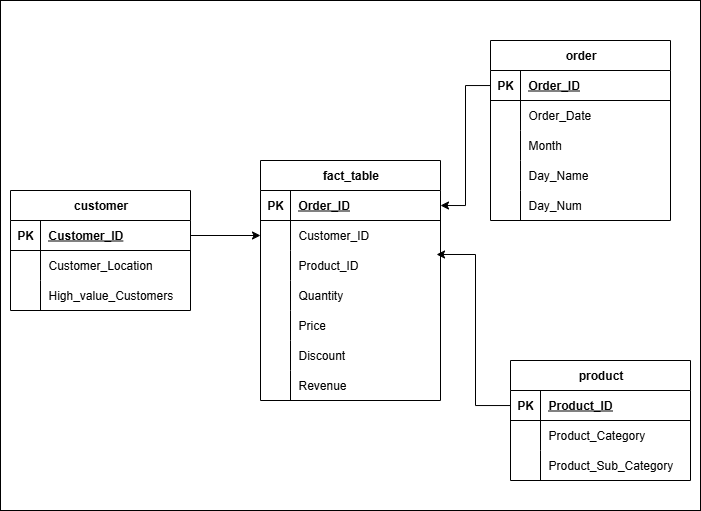 order
PK Order_ID
Order_Date
Month
Day_Name
Day_Num
fact_table
PK Order_ID
Customer_ID
Product_ID
Quantity
Price
Discount
Revenue
customer
PK Customer_ID
Customer_Location
High_value_Customers
product
PK Product_ID
Product_Category
Product_Sub_Category